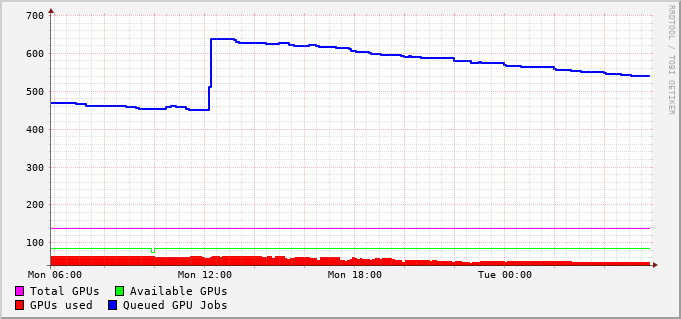 700
600
500
400
300
200
100
Mon 06:00 Mon 12:00 Mon 18:00 Tue 00:00
Total GPUs Available GPUs
GPUs used Queued GPU Jobs
RRDTOOL / TOBI OETIKER